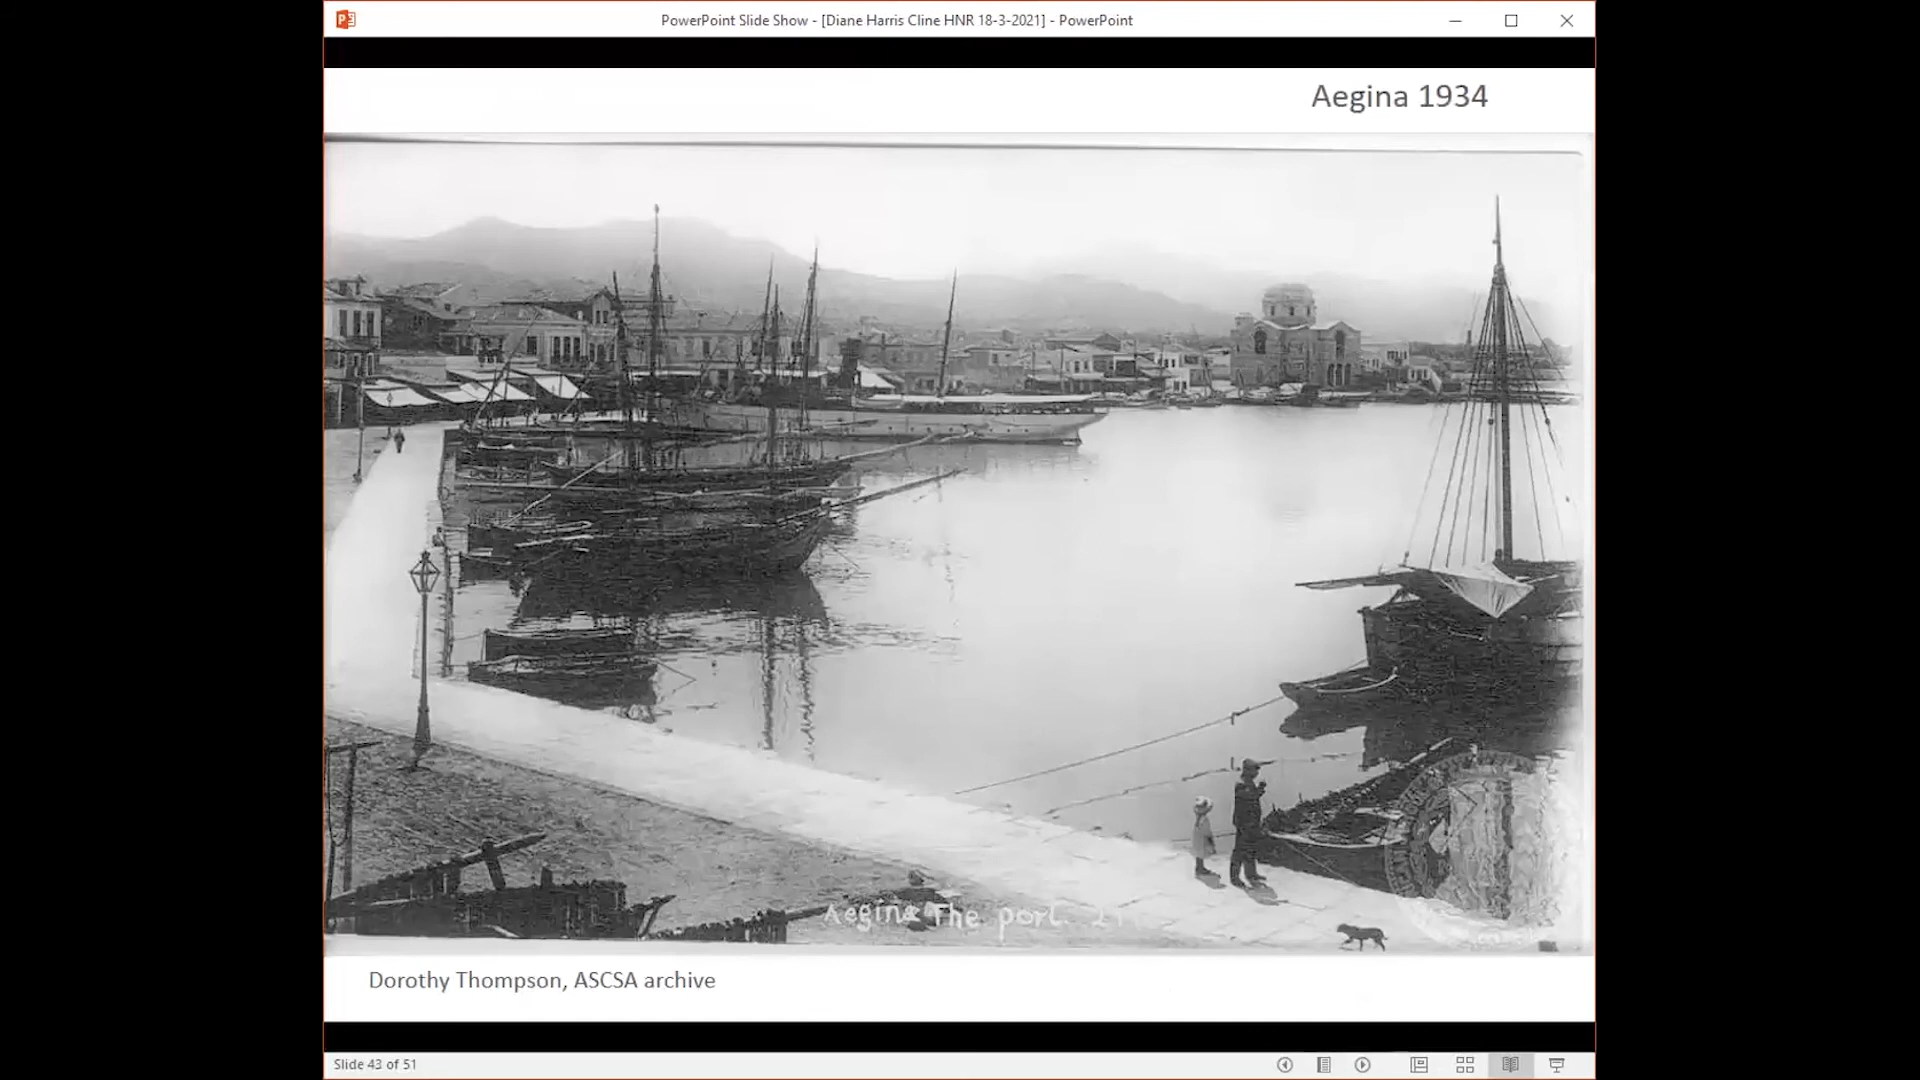 PowerPoint Slide Show - [Diane Harris Cline HNR 18-3-2021] - PowerPoint
Aegina 1934
Aegina The port. 21
Dorothy Thompson, ASCSA archive
Slide 43 of 51